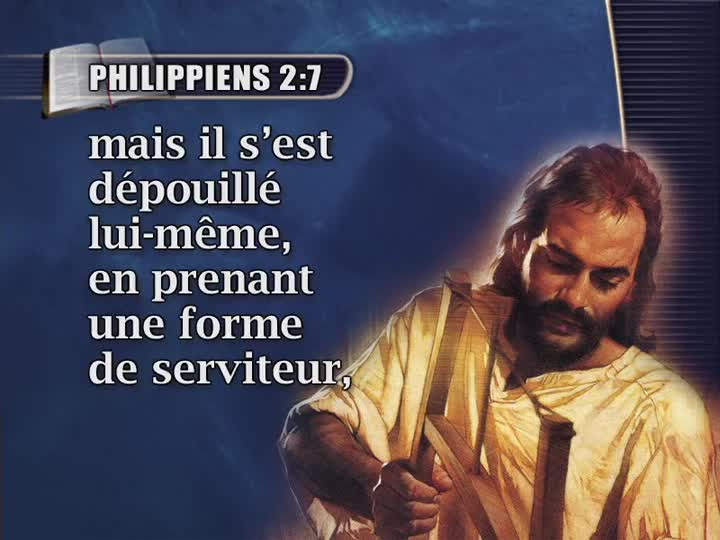 PHILIPPIENS 2:7
mais il s’est
dépouillé
lui-même,
en prenant
une forme
de serviteur,